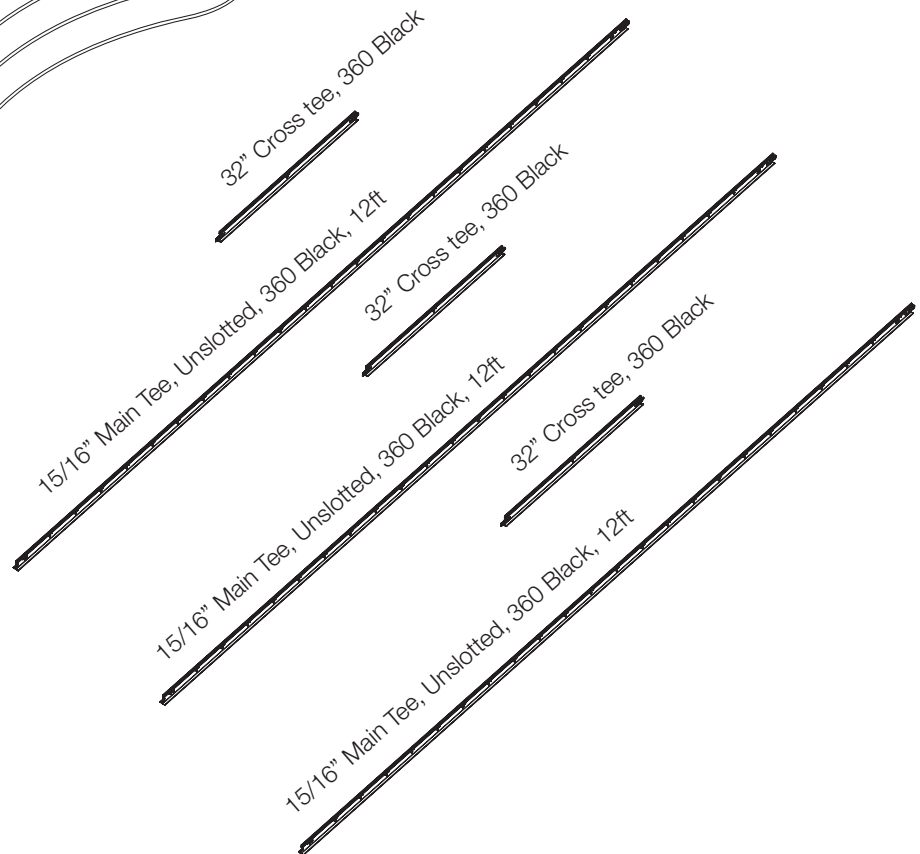 32” Cross tee, 360 Black
15/16” Main Tee, Unslotted, 360 Black, 12ft
32” Cross tee, 360 Black
15/16” Main Tee, Unslotted, 360 Black, 12ft
32” Cross tee, 360 Black
15/16” Main Tee, Unslotted, 360 Black, 12ft